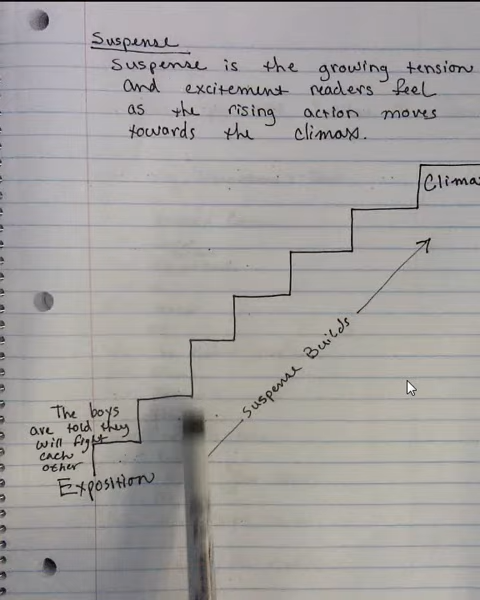 Suspense
Suspense is the growing tension
and excitement readers feel
as the rising action moves
towards the climax.
Clima
Suspense Builds
The boys
are told they
will fight
each
other
Exposition